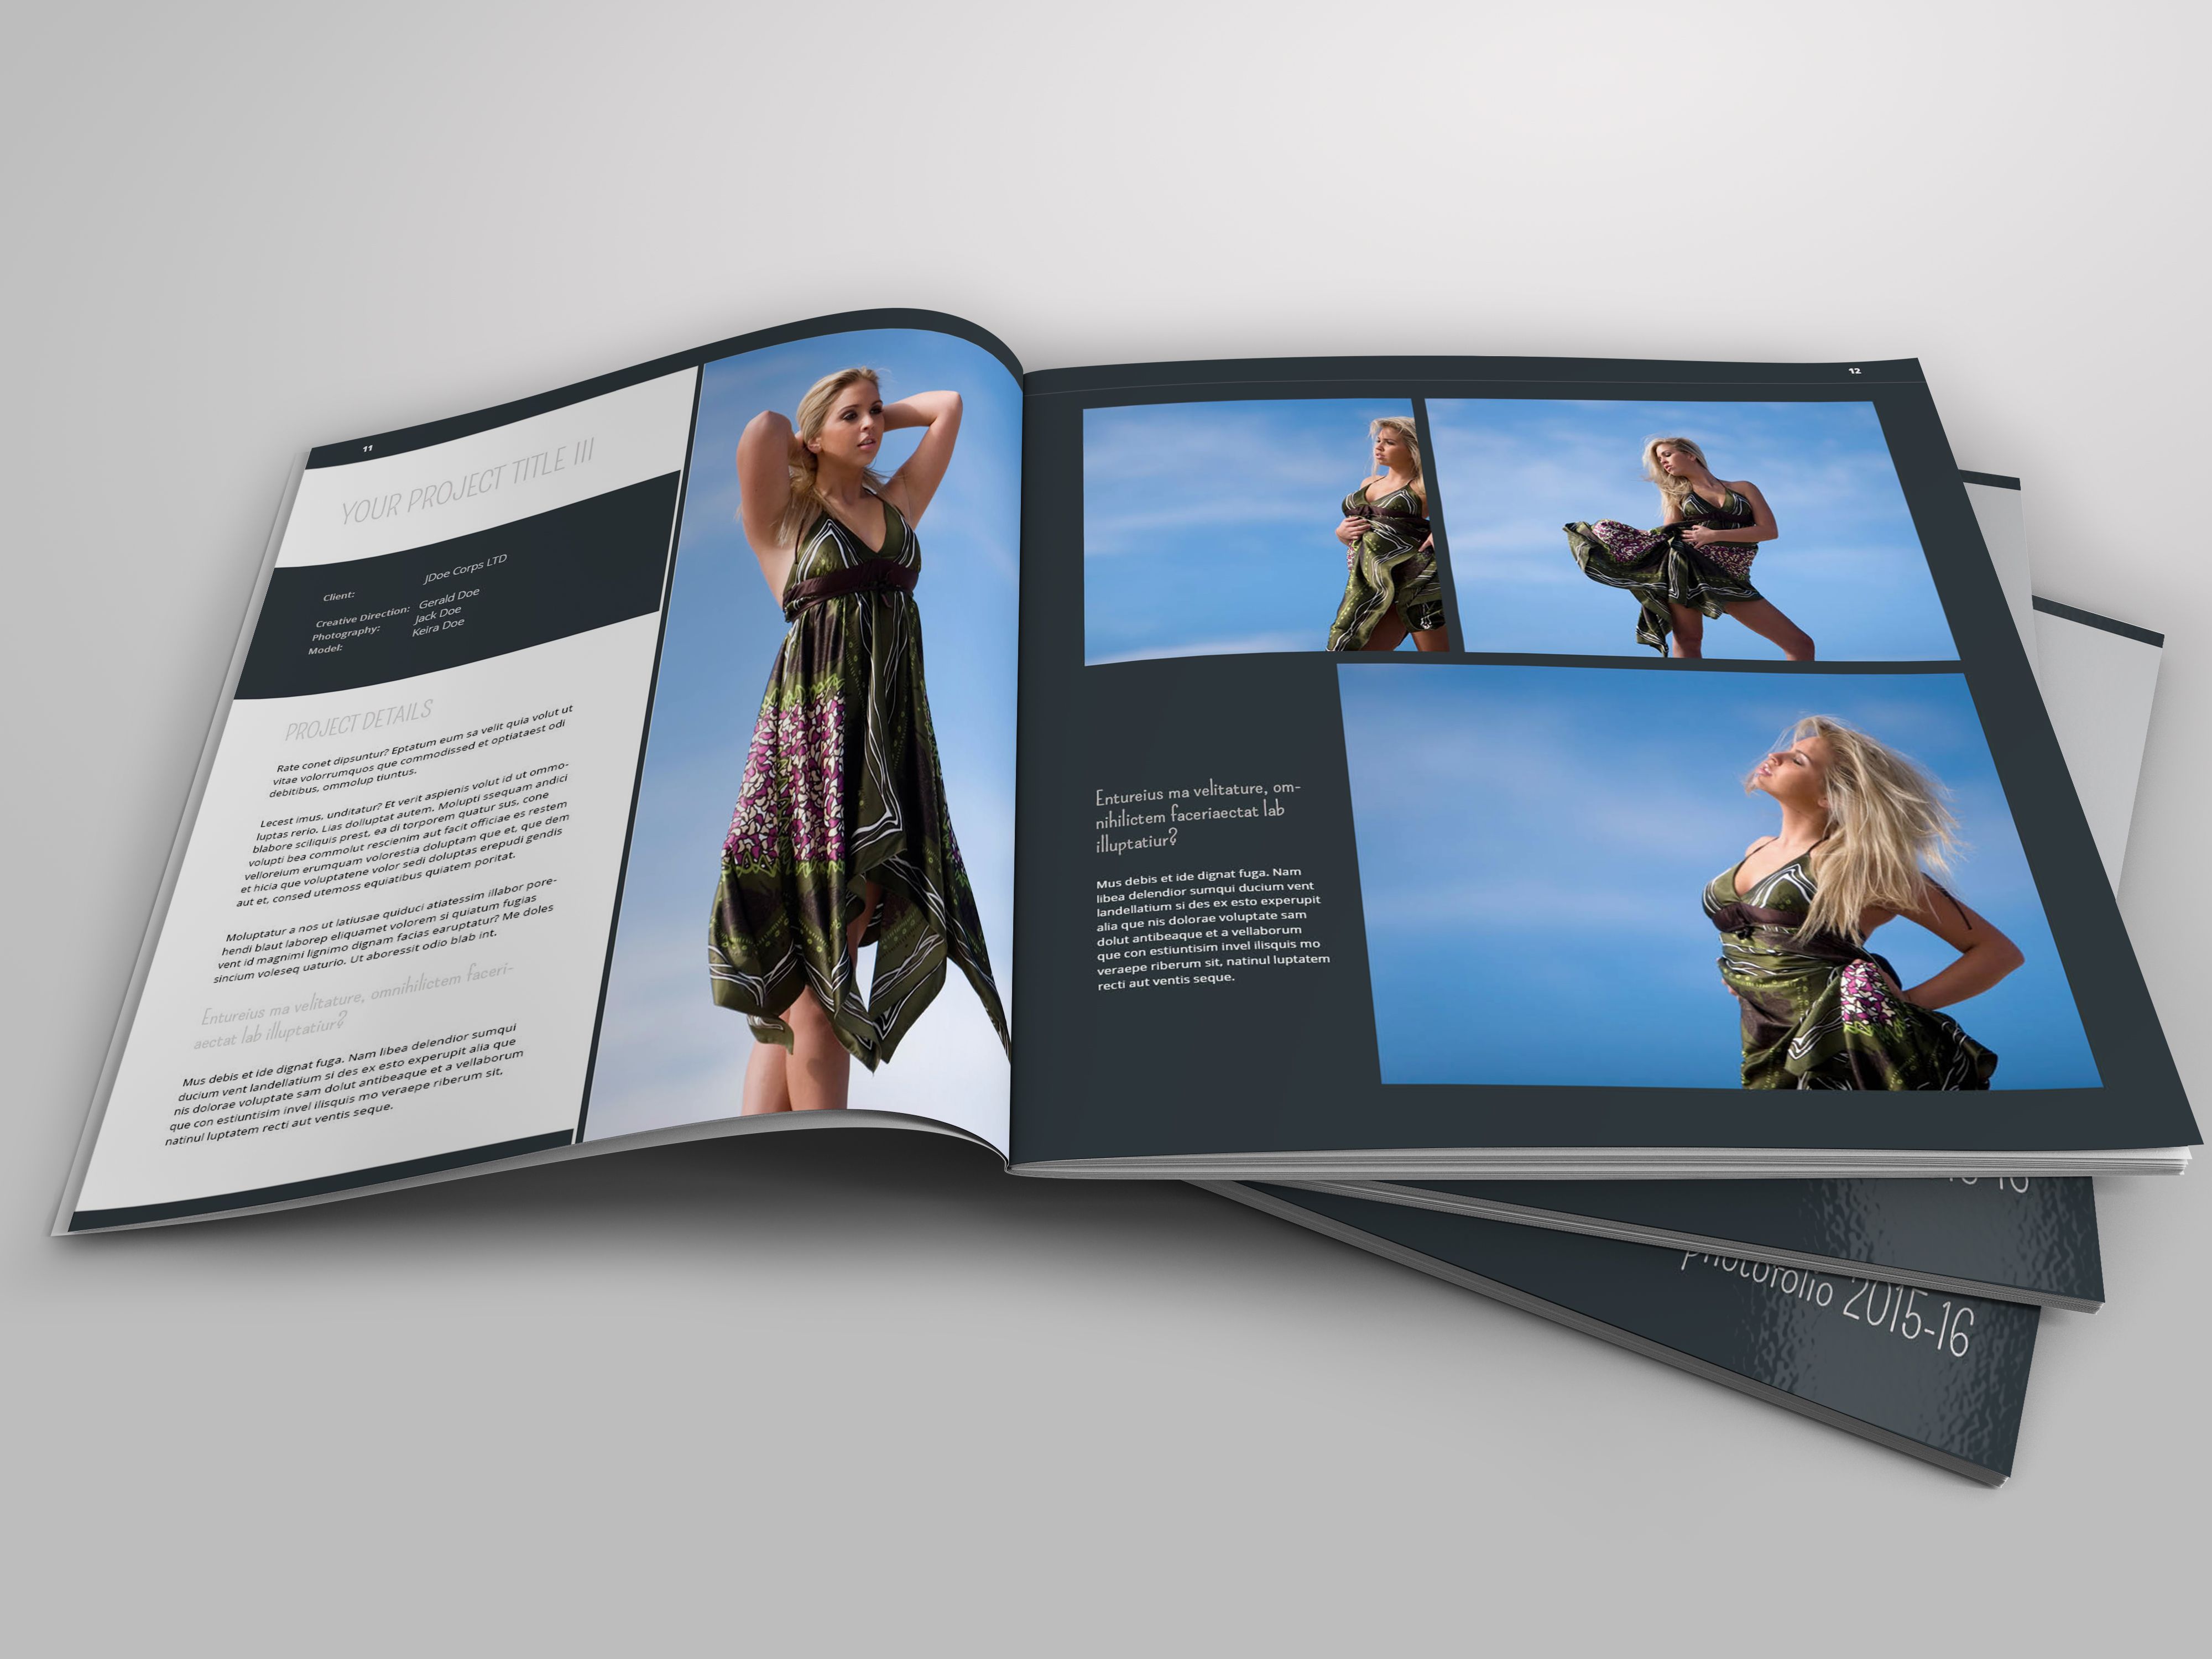 11
YOUR PROJECT TITLE III
Client: JDoe Corps LTD
Creative Direction: Gerald Doe
Photography: Jack Doe
Model: Keira Doe
PROJECT DETAILS
Rate conet dipsuntur? Eptatum eum sa velit quia volut ut
vitae volorrumquos que commodissed et optiataest odi
debitibus, ommolup tiuntus.
Lecest imus, unditatur? Et verit aspienis volut id ut ommo-
luptas rerio. Lias dolluptat autem. Molupti ssequam andici
blabore sciliquis prest, ea di torporem quatur sus, cone
volupti bea commolut rescienim aut facit officiae es restem
velloreium erumquam volorestia doluptam que et, que dem
et hicia que voluptatene volor sedi doluptas erepudi gendis
aut et, consed utemoss equiatibus quiatem poritat.
Moluptatur a nos ut latiusae quiduci atiatessim illabor pore-
hendi blaut laborep eliquamet volorem si quiatum fugias
vent id magnimi lignimo dignam facias earuptatur? Me doles
sincium voleseq uaturio. Ut aboressit odio blab int.
Entureius ma velitature, omnihilictem faceri-
aectat lab illuptatiur?
Mus debis et ide dignat fuga. Nam libea delendior sumqui
ducium vent landellatium si des ex esto experupit alia que
nis dolorae voluptate sam dolut antibeaque et a vellaborum
que con estiuntisim invel ilisquis mo veraepe riberum sit,
natinul luptatem recti aut ventis seque.
12
Entureius ma velitature, om-
nihilictem faceriaectat lab
illuptatiur?
Mus debis et ide dignat fuga. Nam
libea delendior sumqui ducium vent
landellatium si des ex esto experupit
alia que nis dolorae voluptate sam
dolut antibeaque et a vellaborum
que con estiuntisim invel ilisquis mo
veraepe riberum sit, natinul luptatem
recti aut ventis seque.
photofolio 2015-16